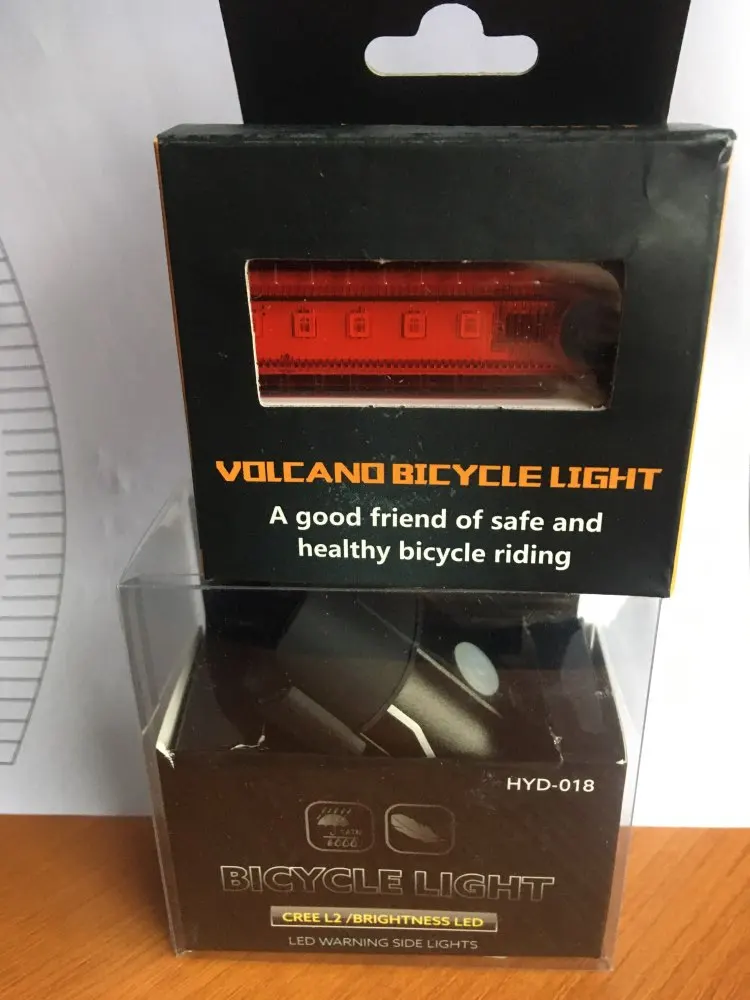 VOLCANO BICYCLE LIGHT
A good friend of safe and
healthy bicycle riding
HYD-018
BICYCLE LIGHT
CREE L2 /BRIGHTNESS LED
LED WARNING SIDE LIGHTS